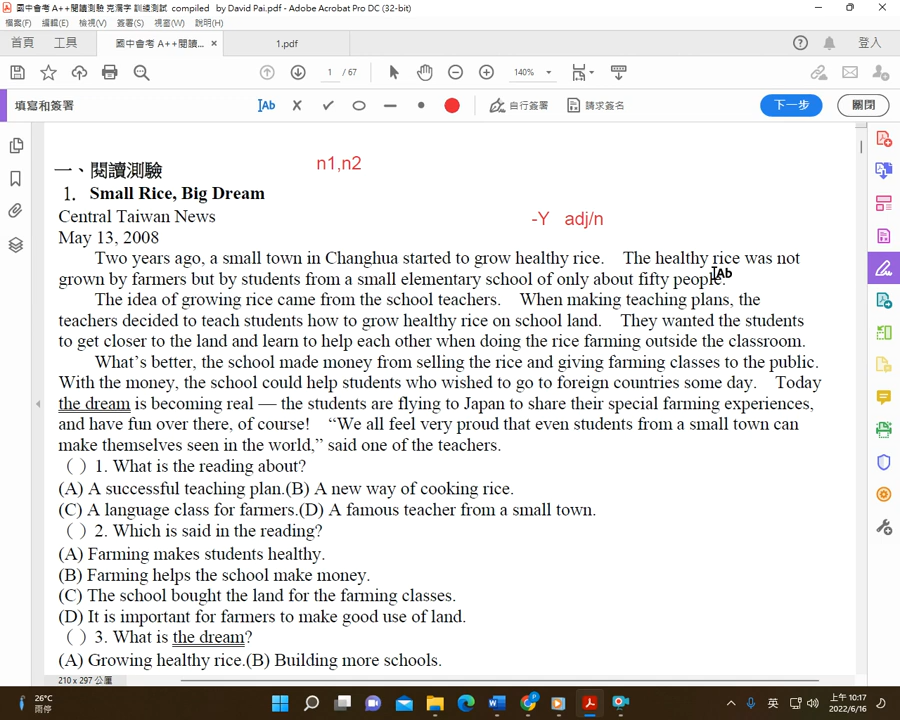 國中會考 A++閱讀測驗 克漏字 訓練測試 compiled by David Pai.pdf - Adobe Acrobat Pro DC (32-bit)
檔案(F) 編輯(E) 檢視(V) 簽署(S) 視窗(W) 說明(H)
首頁 工具 國中會考 A++閱讀... × 1.pdf 登入
1 / 67 140%
填寫和簽署 Ab 自行簽署 請求簽名 下一步 關閉
n1,n2
一、閱讀測驗
1. Small Rice, Big Dream
Central Taiwan News
-Y adj/n
May 13, 2008
Two years ago, a small town in Changhua started to grow healthy rice. The healthy rice was not
grown by farmers but by students from a small elementary school of only about fifty people.
Ab
The idea of growing rice came from the school teachers. When making teaching plans, the
teachers decided to teach students how to grow healthy rice on school land. They wanted the students
to get closer to the land and learn to help each other when doing the rice farming outside the classroom.
What's better, the school made money from selling the rice and giving farming classes to the public.
With the money, the school could help students who wished to go to foreign countries some day. Today
the dream is becoming real — the students are flying to Japan to share their special farming experiences,
and have fun over there, of course! “We all feel very proud that even students from a small town can
make themselves seen in the world,” said one of the teachers.
( ) 1. What is the reading about?
(A) A successful teaching plan.(B) A new way of cooking rice.
(C) A language class for farmers.(D) A famous teacher from a small town.
( ) 2. Which is said in the reading?
(A) Farming makes students healthy.
(B) Farming helps the school make money.
(C) The school bought the land for the farming classes.
(D) It is important for farmers to make good use of land.
( ) 3. What is the dream?
(A) Growing healthy rice.(B) Building more schools.
210 x 297 公釐
26°C
雨停
英
上午 10:17
2022/6/16